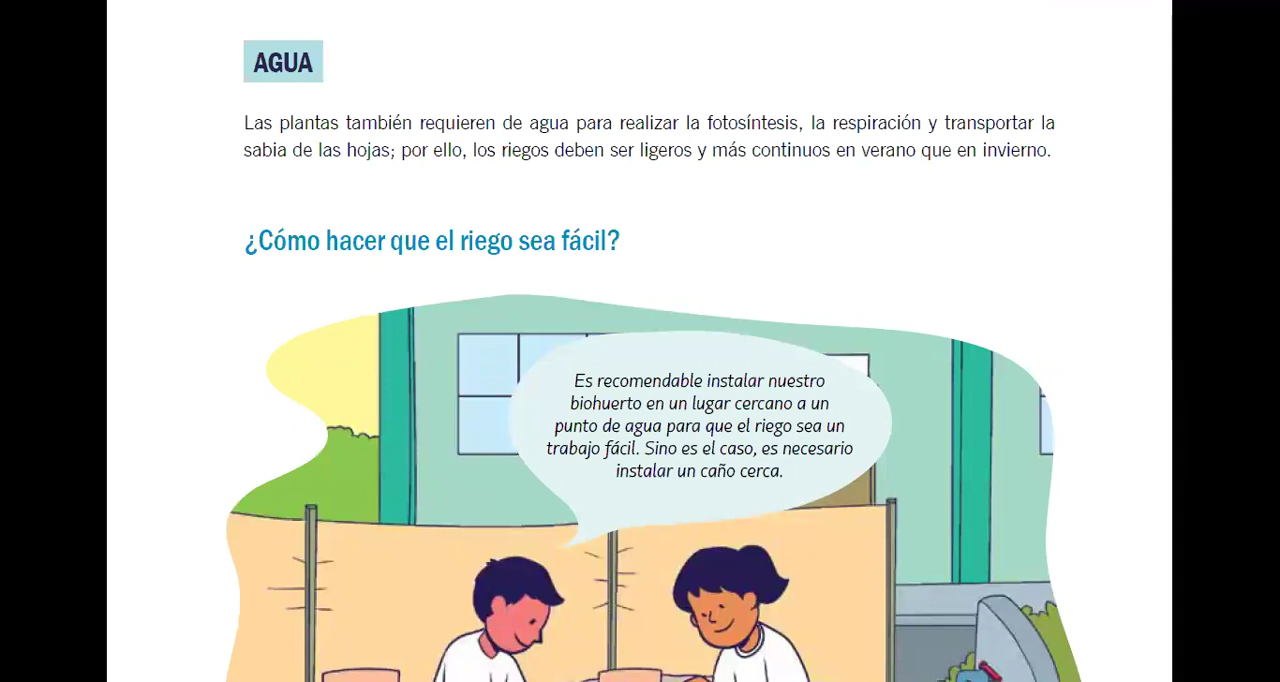 AGUA
Las plantas también requieren de agua para realizar la fotosíntesis, la respiración y transportar la
sabia de las hojas; por ello, los riegos deben ser ligeros y más continuos en verano que en invierno.
¿Cómo hacer que el riego sea fácil?
Es recomendable instalar nuestro
biohuerto en un lugar cercano a un
punto de agua para que el riego sea un
trabajo fácil. Sino es el caso, es necesario
instalar un caño cerca.